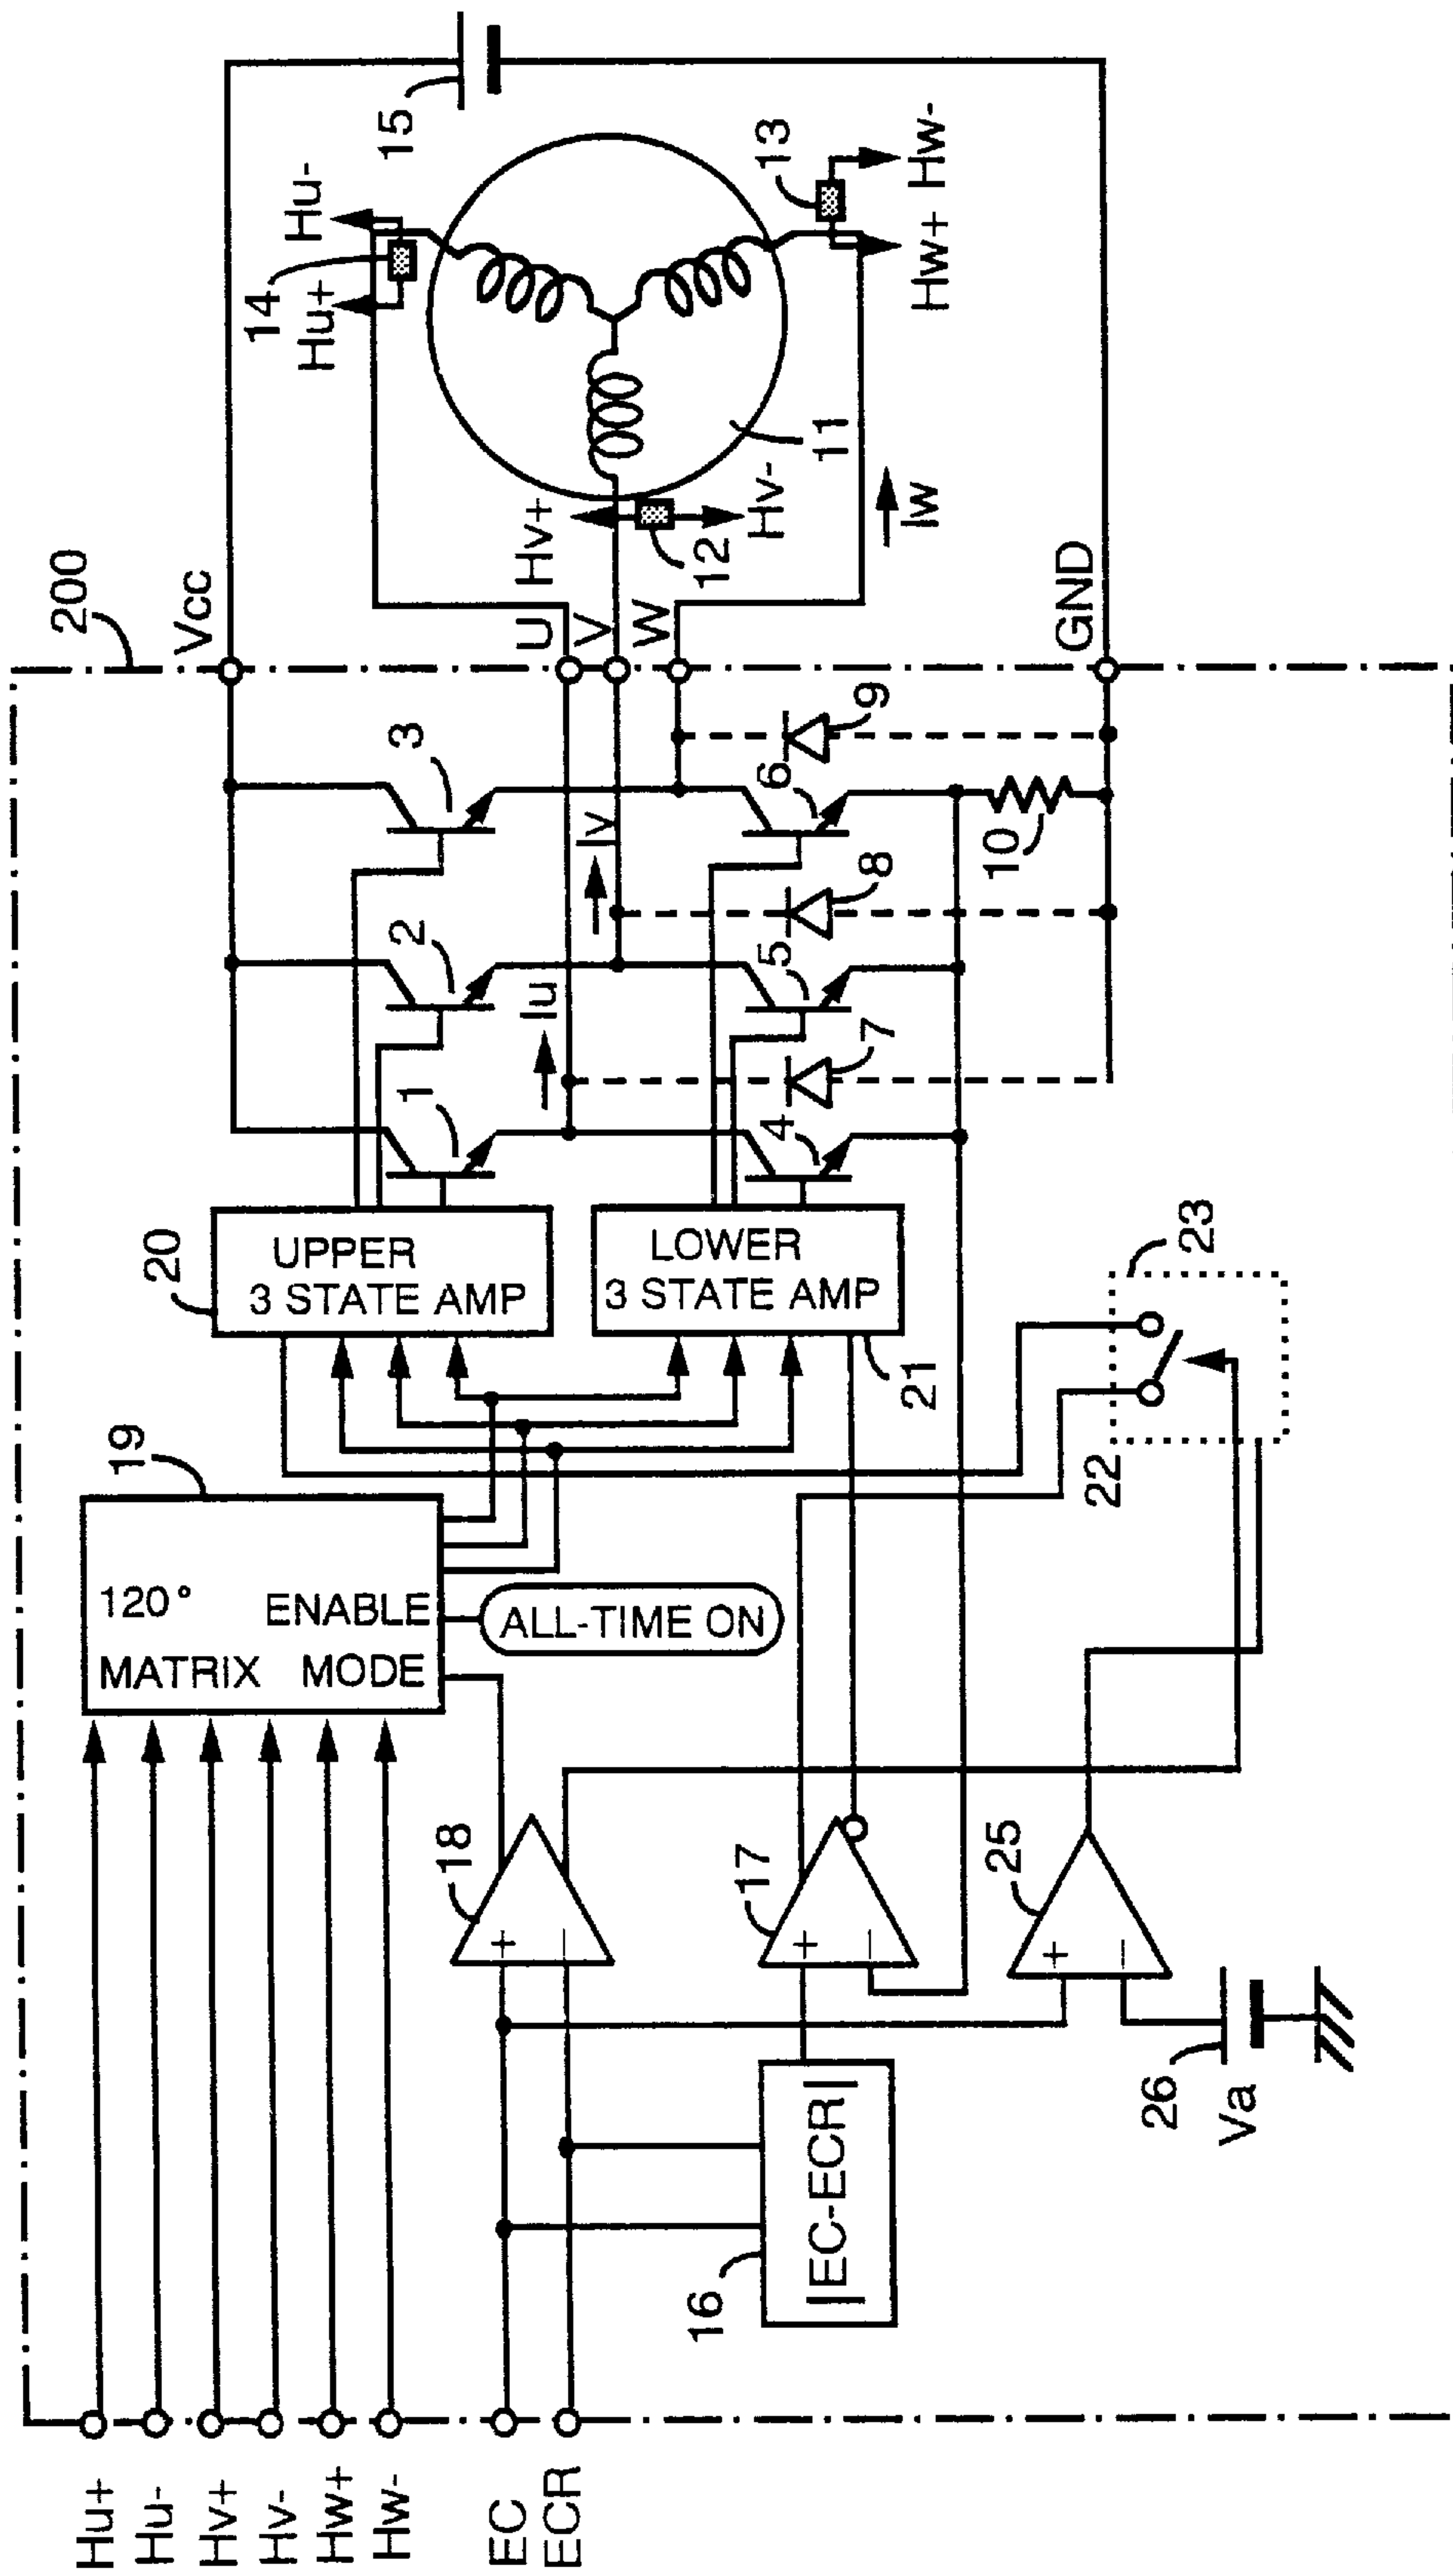 Hu+
Hu-
Hv+
Hv-
Hw+
Hw-
EC
ECR
16
|EC-ECR|
26
Va
18
+
−
17
+
−
25
+
−
19
120°
MATRIX
ENABLE
MODE
ALL-TIME ON
20
UPPER
3 STATE AMP
LOWER
3 STATE AMP
21
22
23
1
2
3
4
5
6
7
8
9
10
Iu
Iv
200
Vcc
U
V
W
GND
Hv+
12
Hv-
Iw
11
14
Hu+
Hu-
15
13
Hw+
Hw-